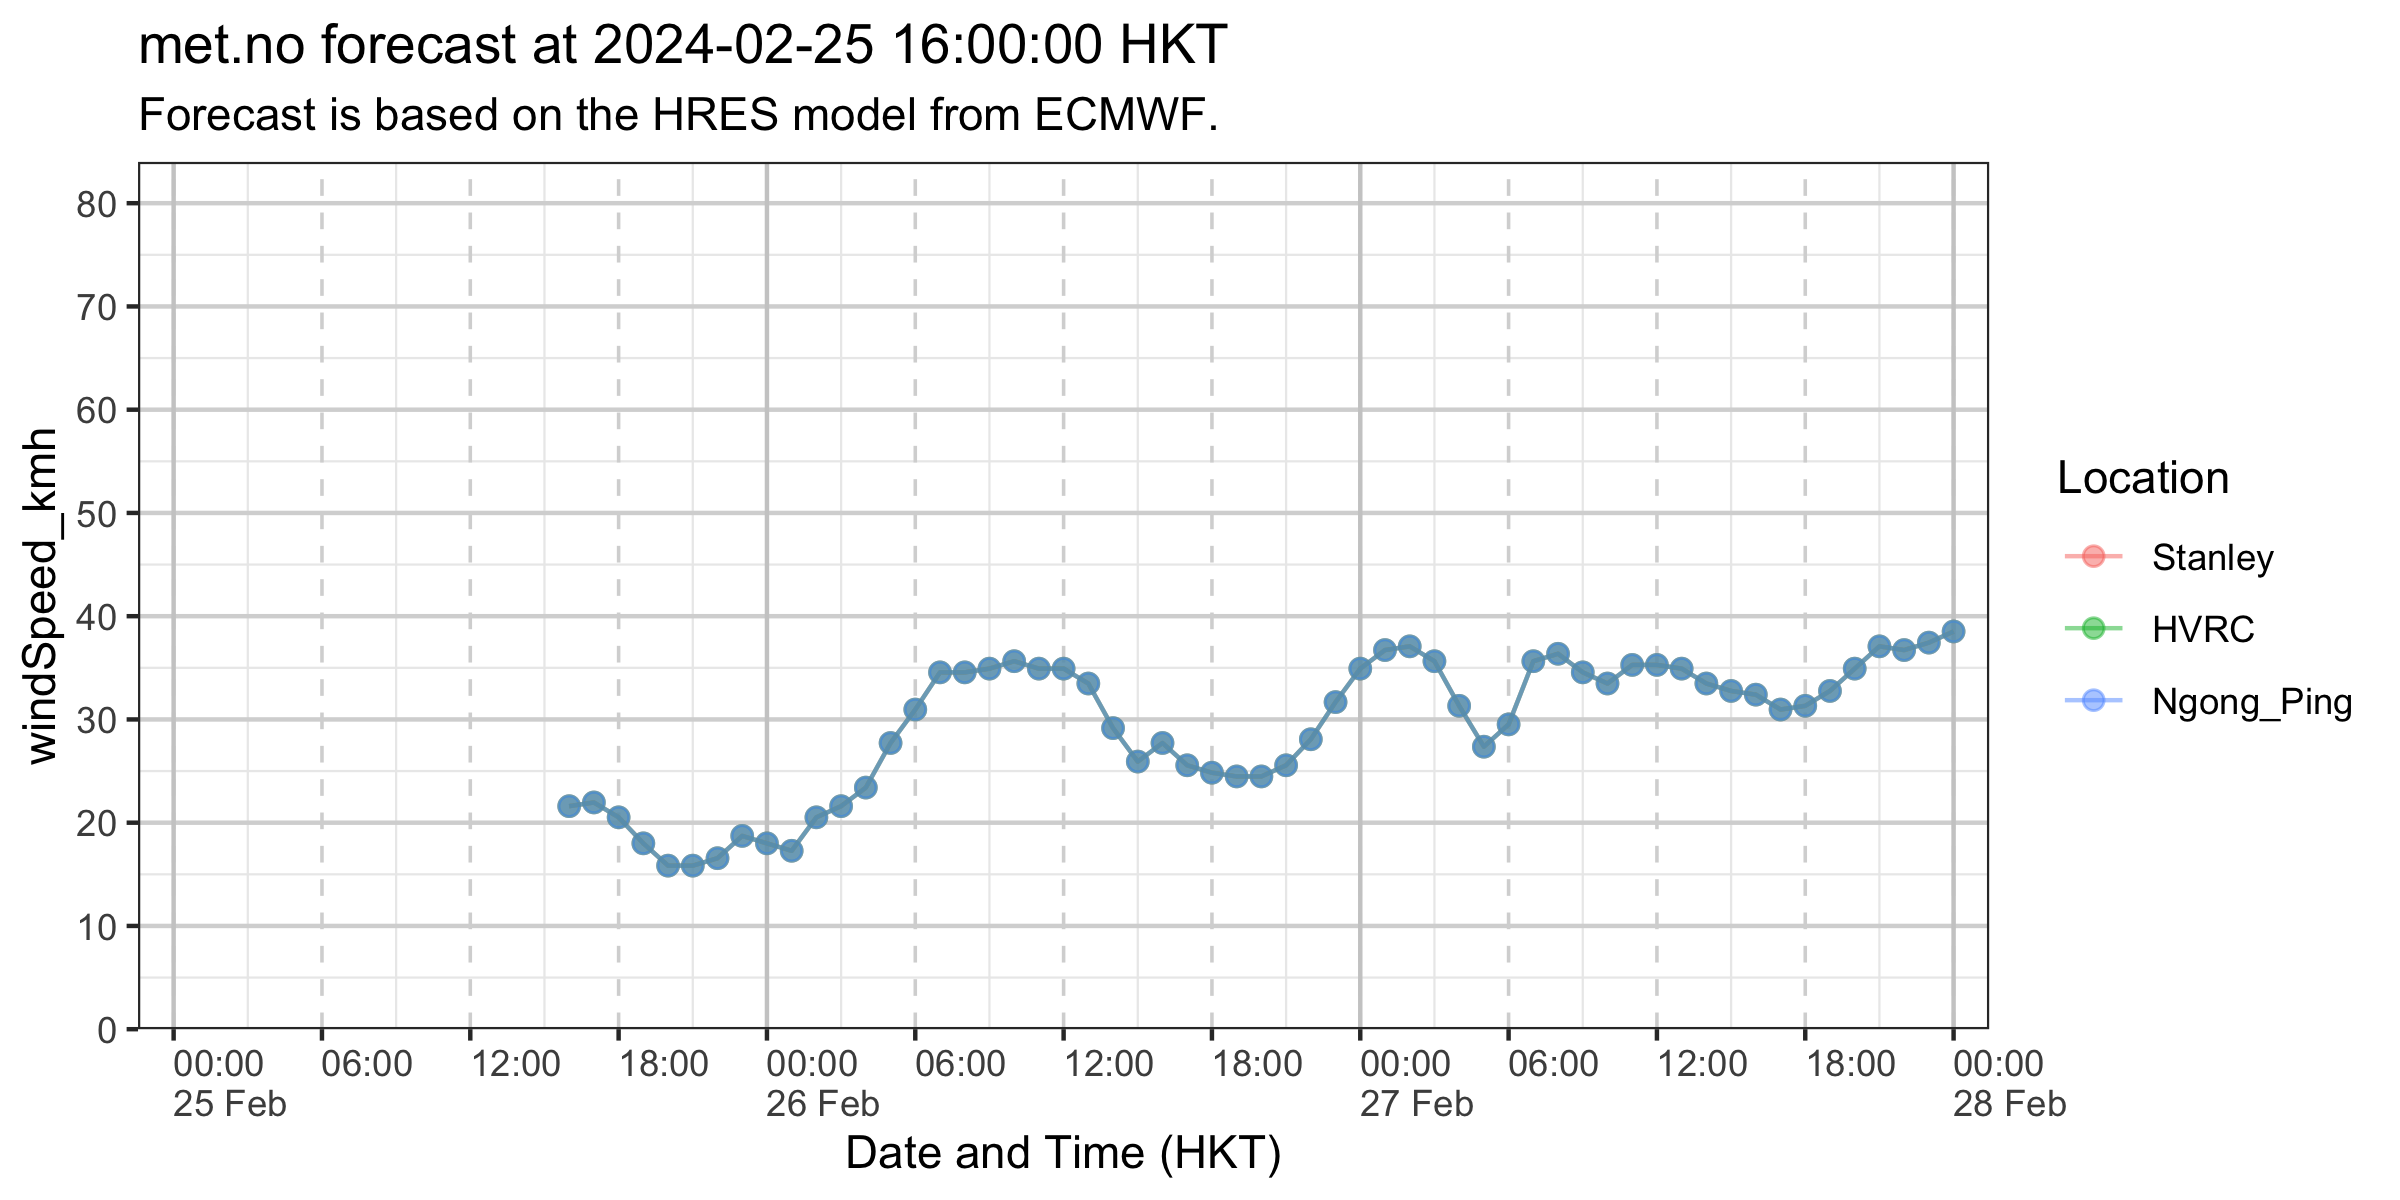 met.no forecast at 2024-02-25 16:00:00 HKT
Forecast is based on the HRES model from ECMWF.
windSpeed_kmh
80
70
60
50
40
30
20
10
0
00:00 06:00 12:00 18:00 00:00 06:00 12:00 18:00 00:00 06:00 12:00 18:00 00:00
25 Feb 26 Feb 27 Feb 28 Feb
Date and Time (HKT)
Location
Stanley
HVRC
Ngong_Ping